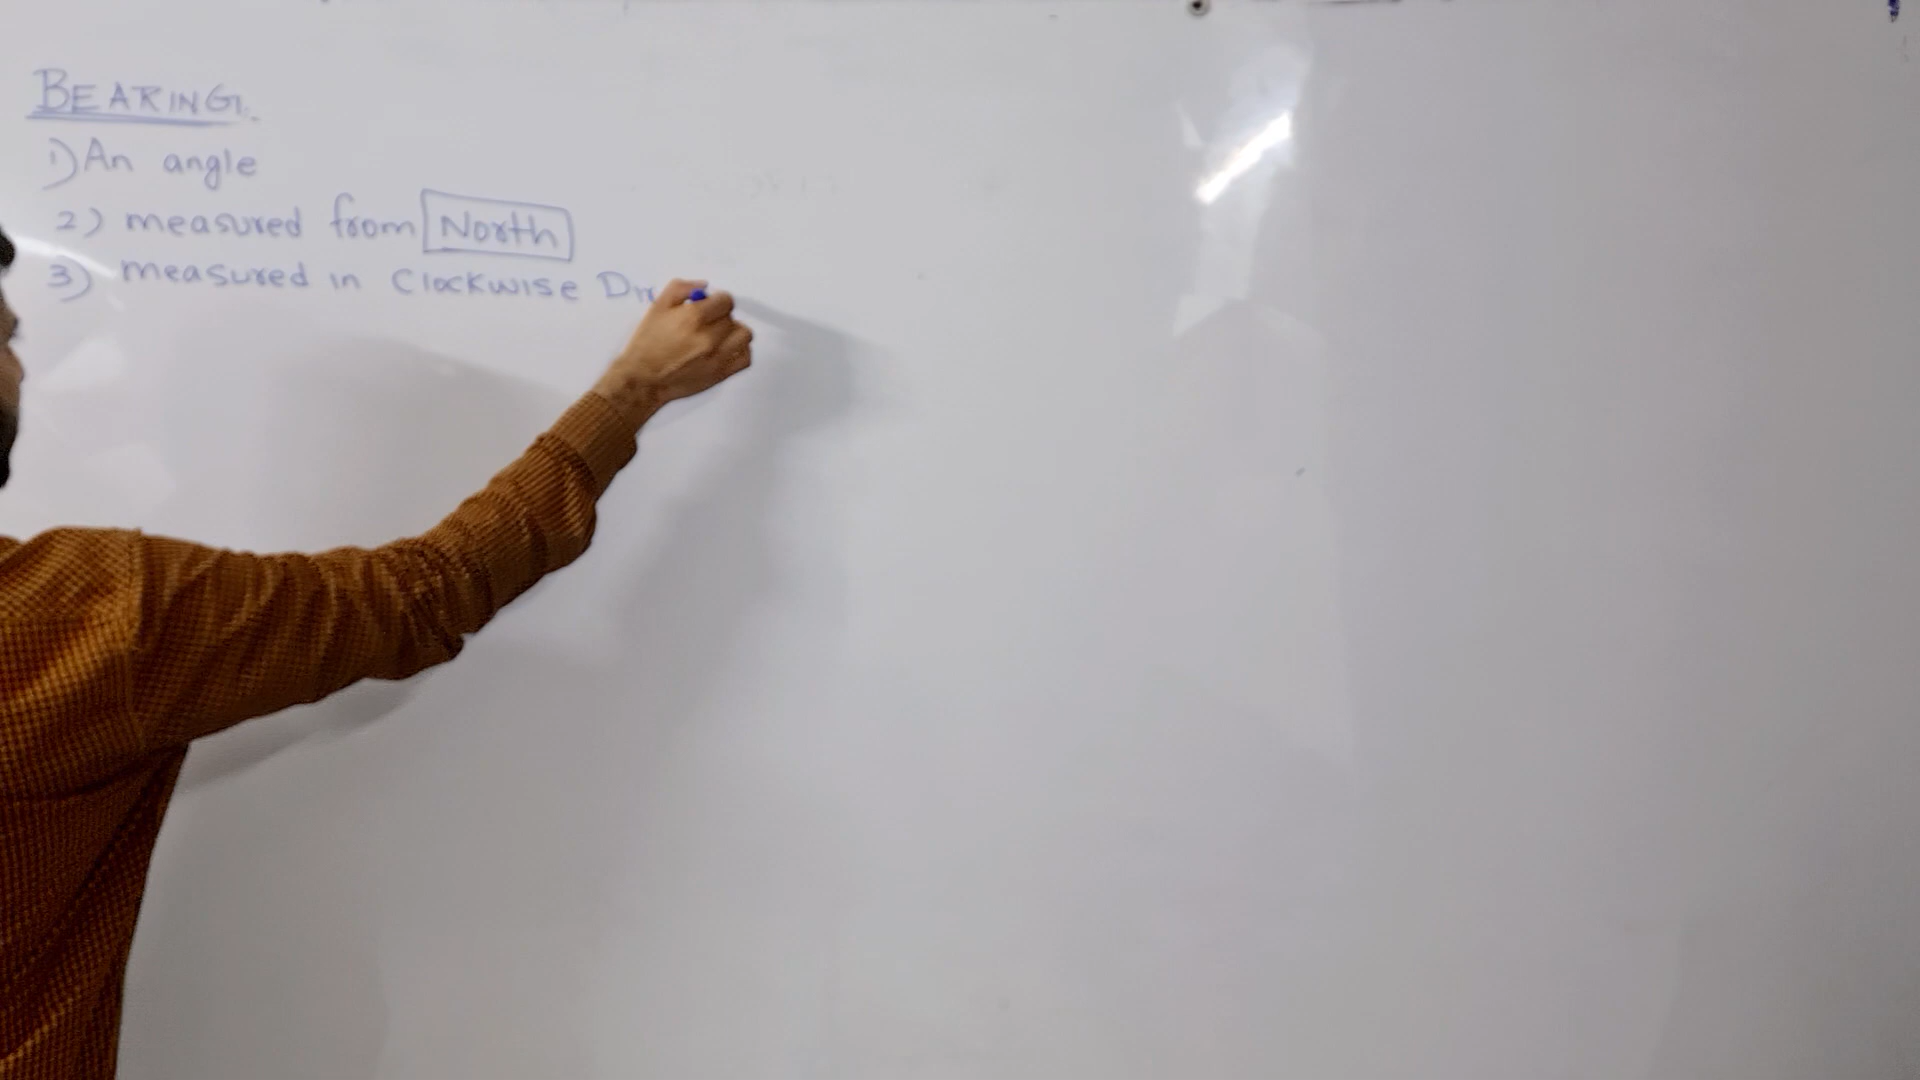 BEARING.
1) An angle
2) measured from North
3) measured in Clockwise